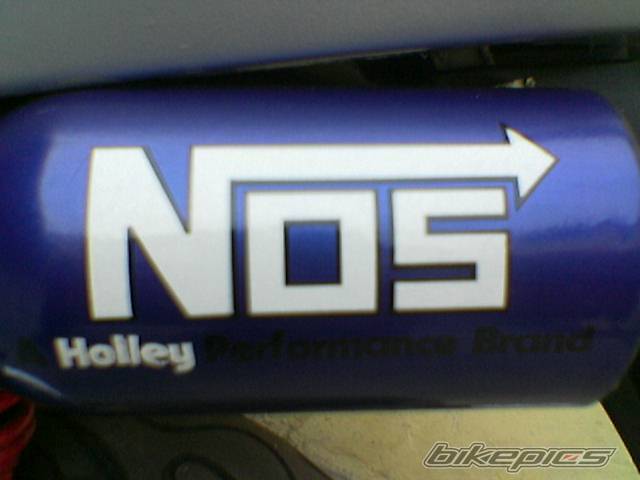 NOS
A Holley Performance Brand
bikepics